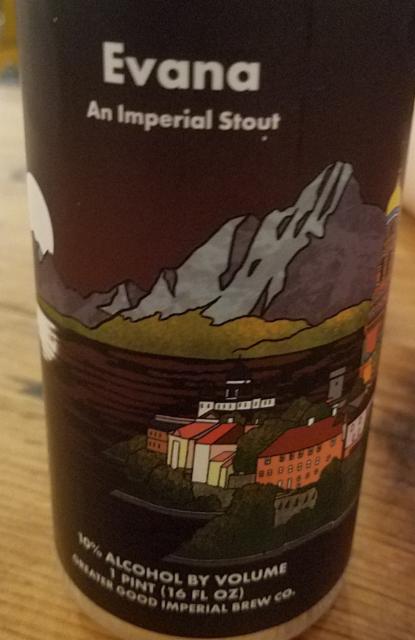 Evana
An Imperial Stout
10% ALCOHOL BY VOLUME
1 PINT (16 FL OZ)
GREATER GOOD IMPERIAL BREW CO.